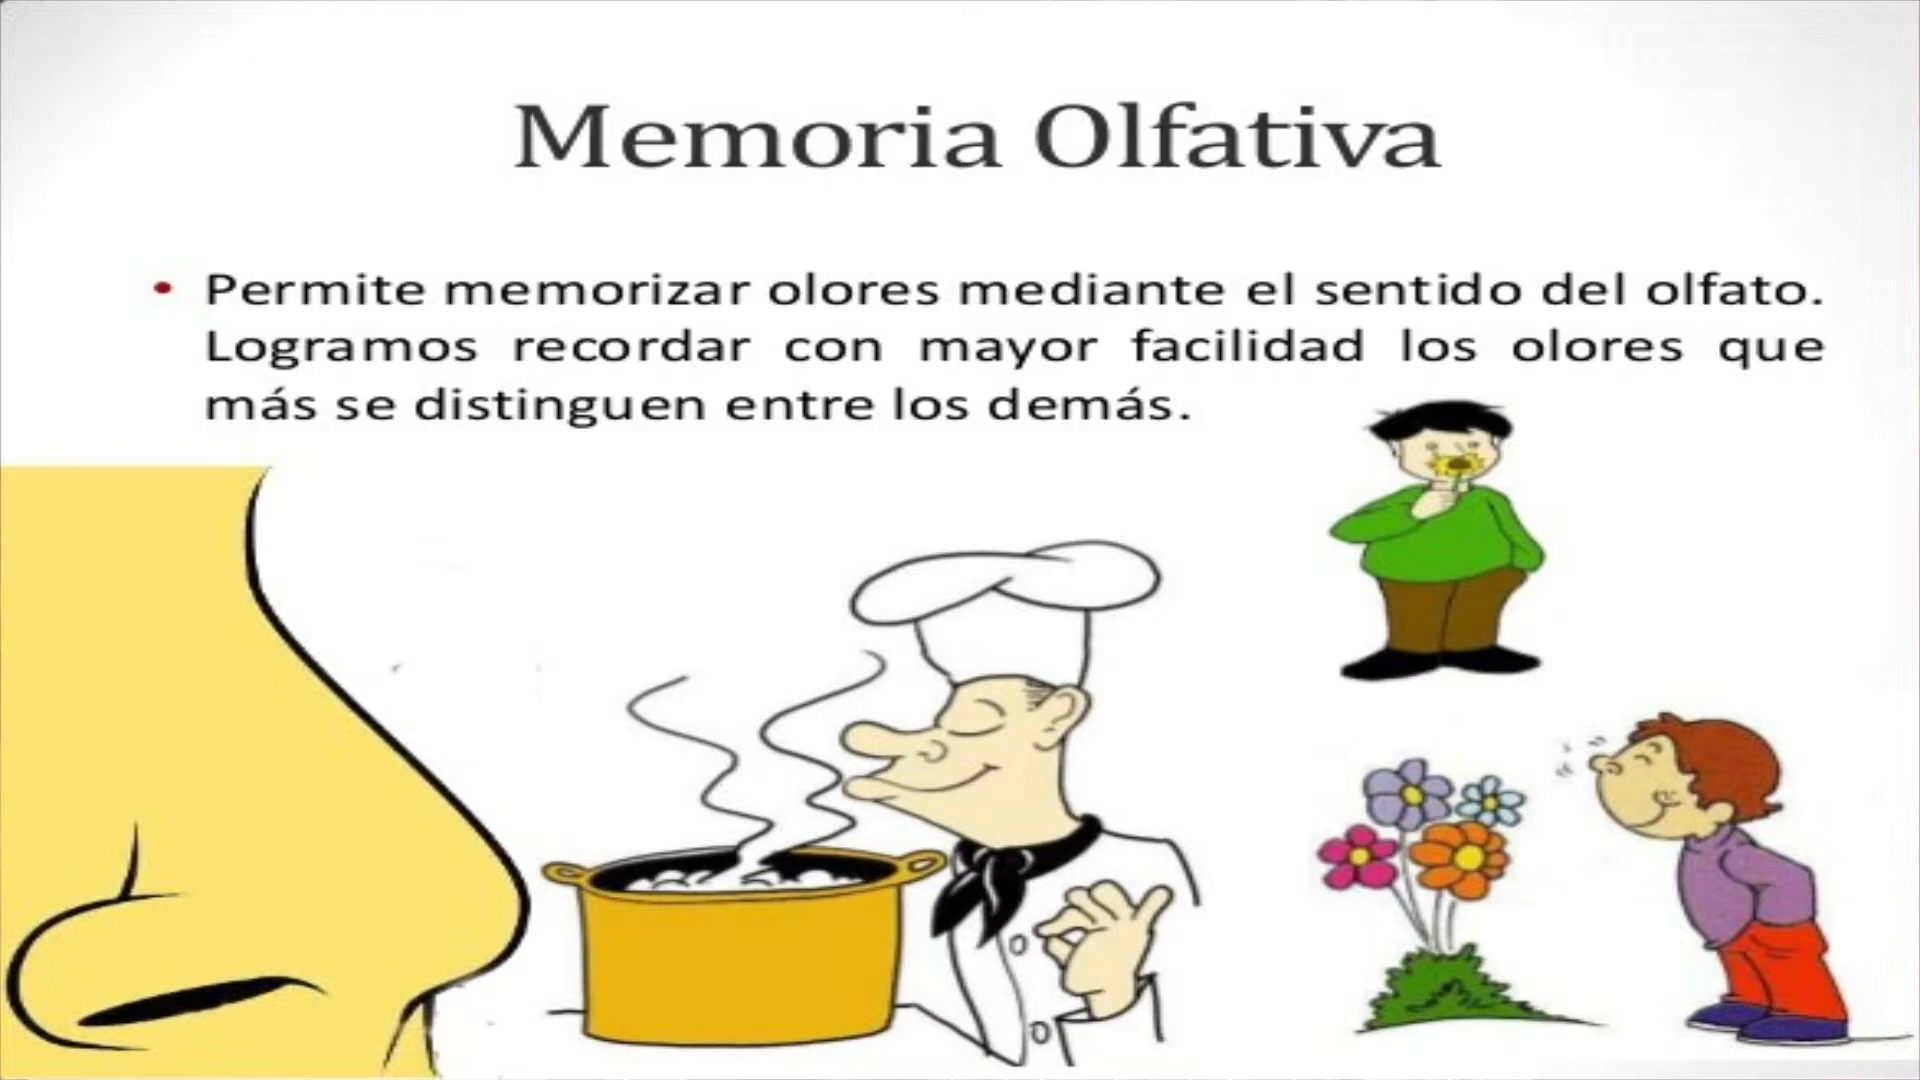 Memoria Olfativa
• Permite memorizar olores mediante el sentido del olfato.
Logramos recordar con mayor facilidad los olores que
más se distinguen entre los demás.